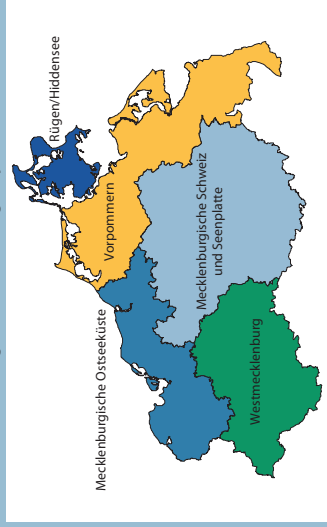 Rügen/Hiddensee
Vorpommern
Mecklenburgische Ostseeküste
Mecklenburgische Schweiz
und Seenplatte
Westmecklenburg